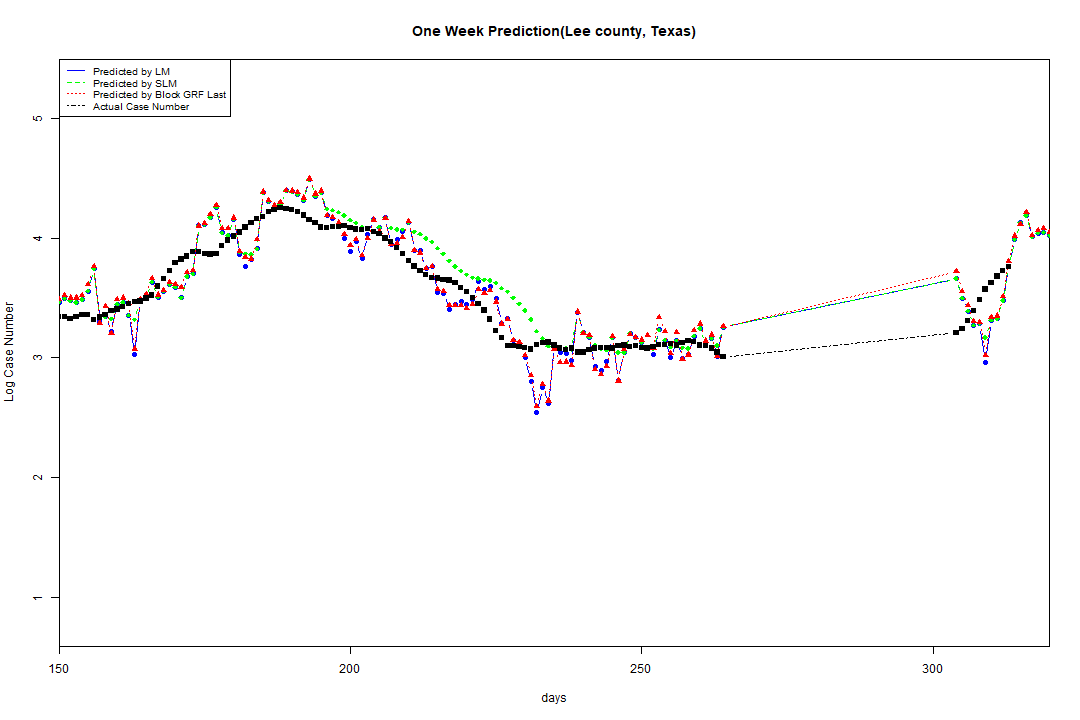 One Week Prediction(Lee county, Texas)
Predicted by LM
Predicted by SLM
Predicted by Block GRF Last
Actual Case Number
5
4
3
2
1
Log Case Number
150
200
250
300
days